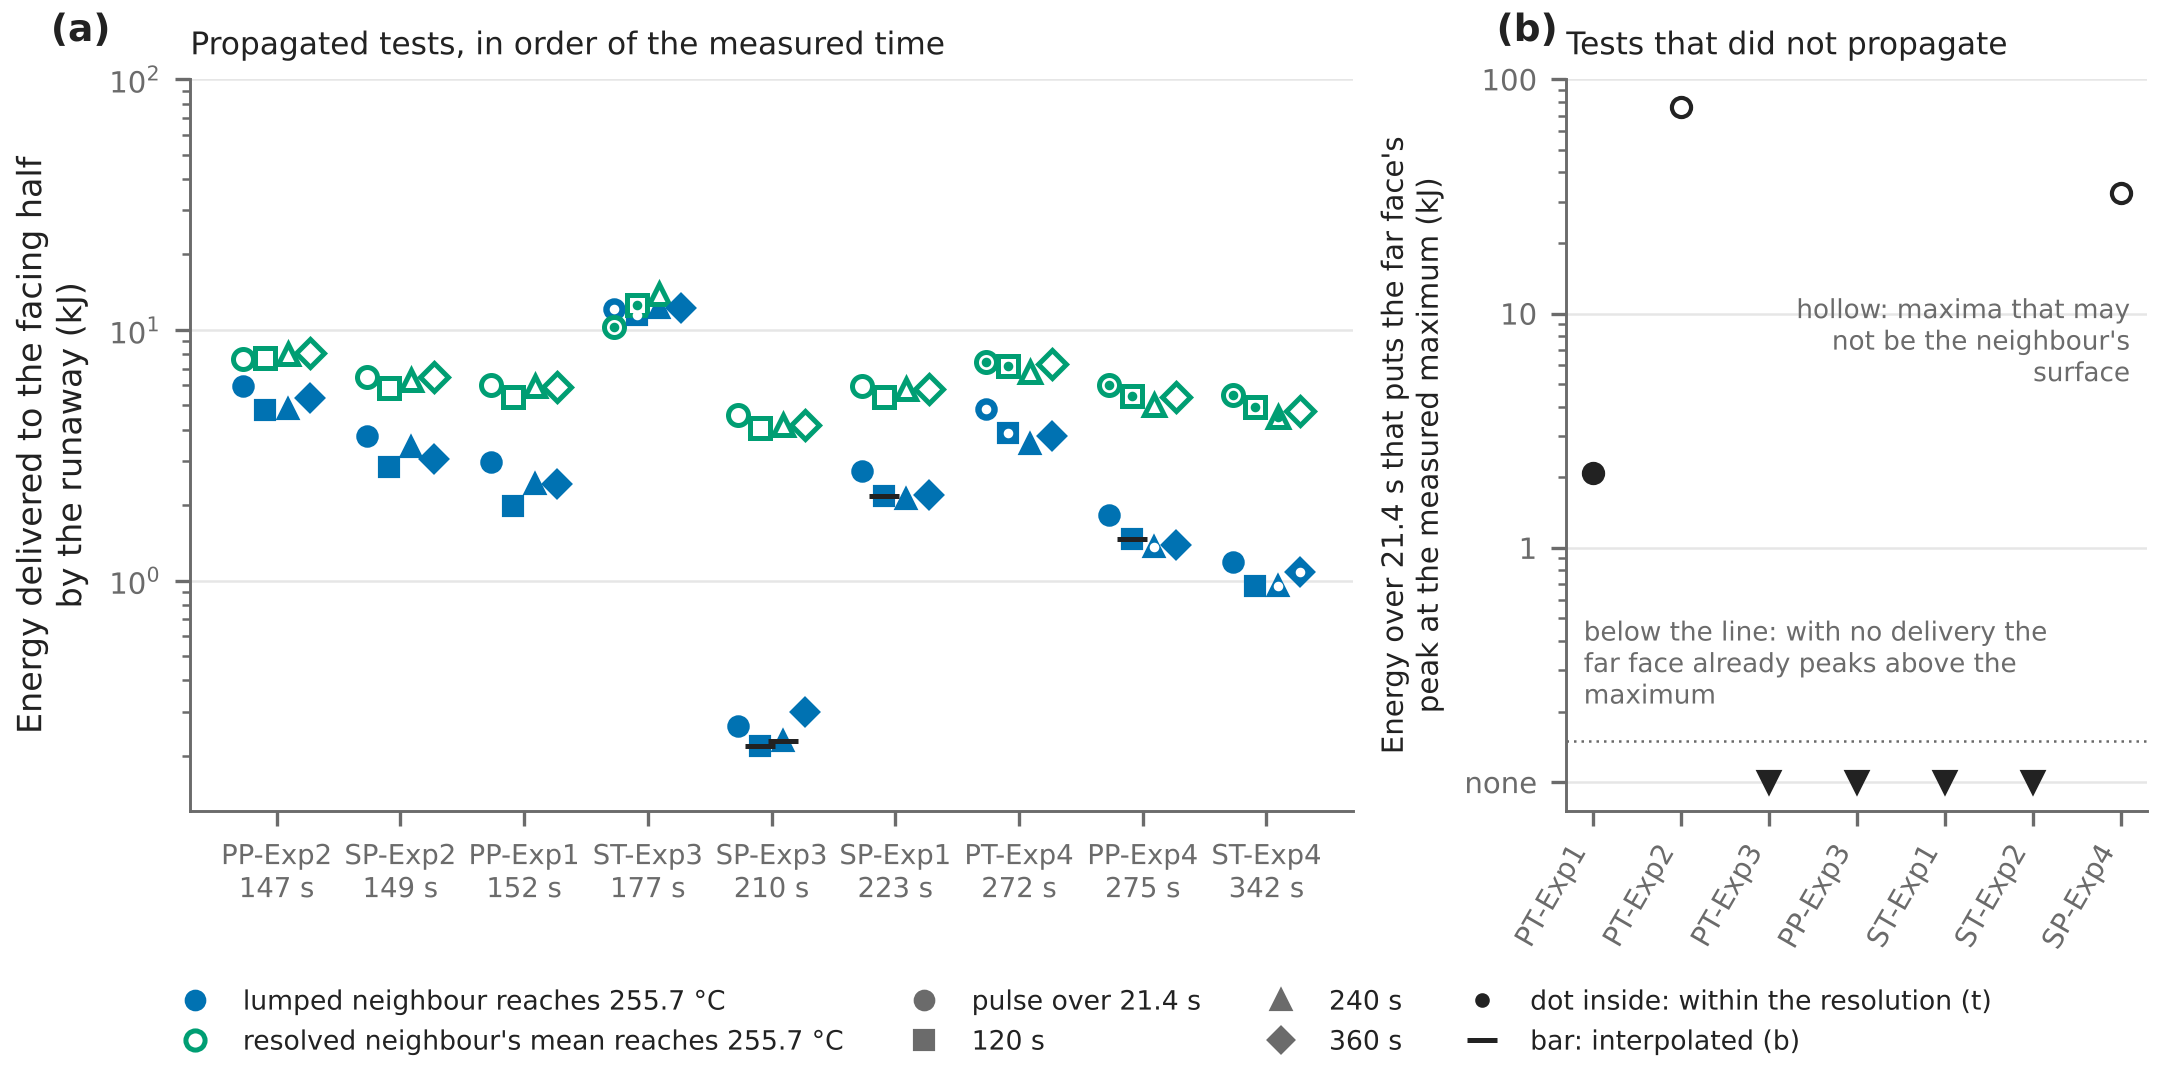 (a)
Propagated tests, in order of the measured time
Energy delivered to the facing half
by the runaway (kJ)
10²
10¹
10⁰
PP-Exp2
147 s
SP-Exp2
149 s
PP-Exp1
152 s
ST-Exp3
177 s
SP-Exp3
210 s
SP-Exp1
223 s
PT-Exp4
272 s
PP-Exp4
275 s
ST-Exp4
342 s
(b)
Tests that did not propagate
Energy over 21.4 s that puts the far face's
peak at the measured maximum (kJ)
100
10
1
none
hollow: maxima that may
not be the neighbour's
surface
below the line: with no delivery the
far face already peaks above the
maximum
PT-Exp1
PT-Exp2
PT-Exp3
PP-Exp3
ST-Exp1
ST-Exp2
SP-Exp4
lumped neighbour reaches 255.7 °C
resolved neighbour's mean reaches 255.7 °C
pulse over 21.4 s
120 s
240 s
360 s
dot inside: within the resolution (t)
bar: interpolated (b)